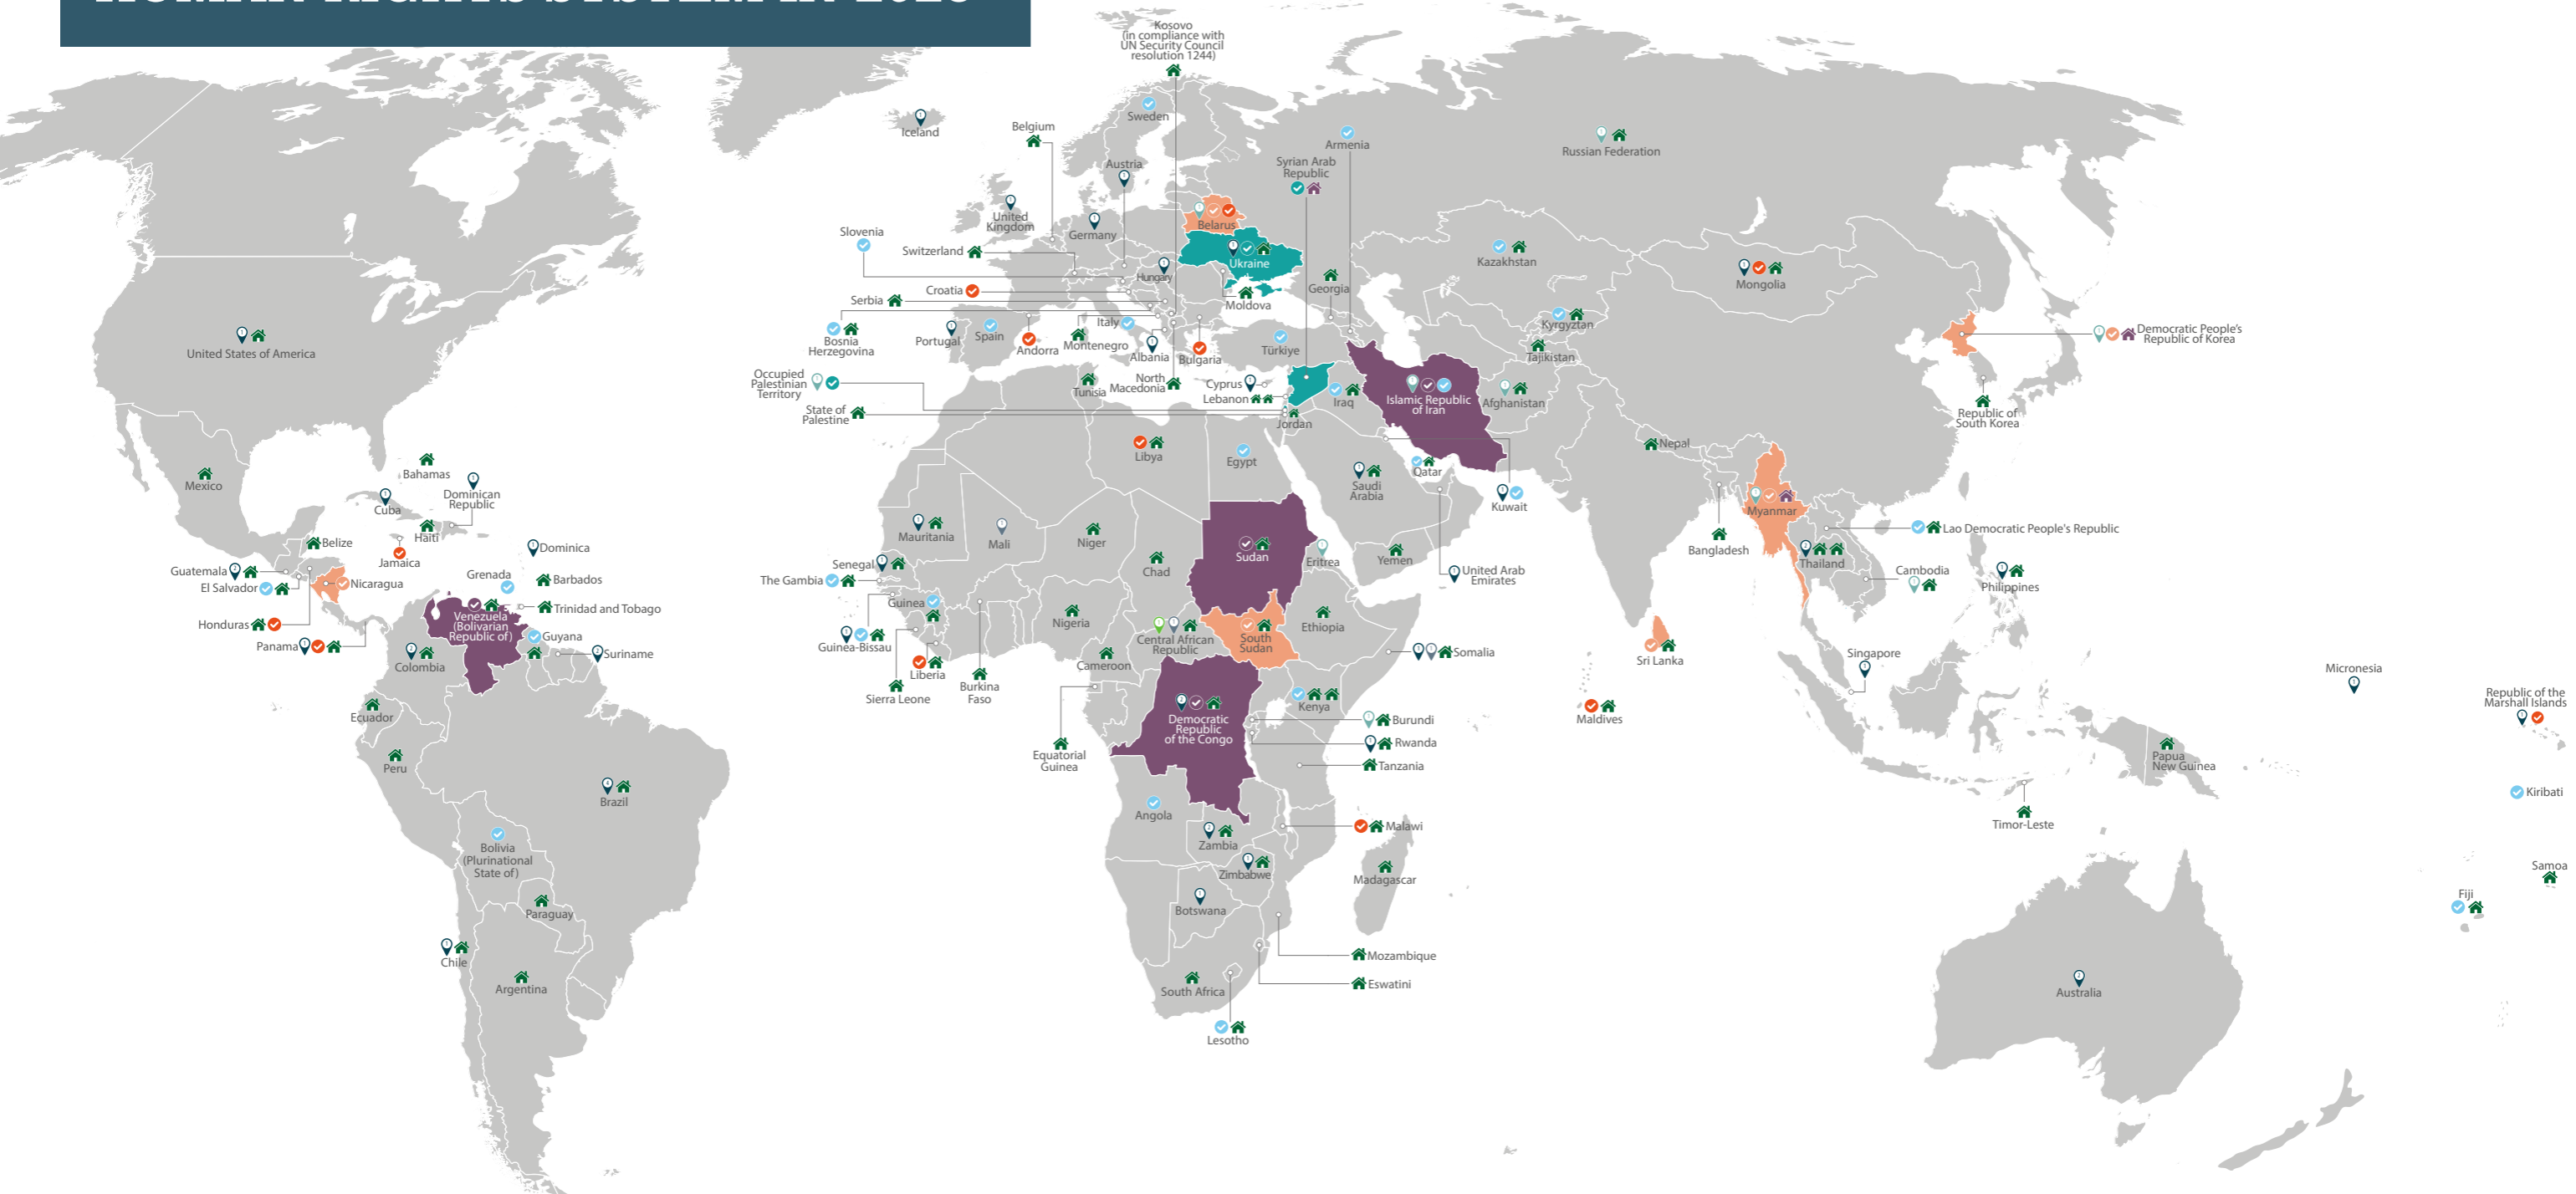 HUMAN RIGHTS SYSTEM IN
Kosovo
(in compliance with
UN Security Council
resolution 1244)
Iceland
Belgium
Sweden
Armenia
Russian Federation
Austria
Syrian Arab
Republic
United
Kingdom
Germany
Belarus
Slovenia
Switzerland
Ukraine
Kazakhstan
Mongolia
Hungary
Croatia
Georgia
Serbia
Moldova
Bosnia
Herzegovina
Portugal
Spain
Andorra
Montenegro
Italy
Albania
Bulgaria
Türkiye
Kyrgyztan
Tajikistan
Democratic People's
Republic of Korea
United States of America
Occupied
Palestinian
Territory
Tunisia
North
Macedonia
Cyprus
Lebanon
Iraq
Islamic Republic
of Iran
Afghanistan
State of
Palestine
Jordan
Republic of
South Korea
Libya
Egypt
Nepal
Mexico
Bahamas
Cuba
Dominican
Republic
Haiti
Saudi
Arabia
Qatar
Kuwait
Myanmar
Belize
Jamaica
Dominica
Mauritania
Mali
Niger
Chad
Sudan
Eritrea
Yemen
United Arab
Emirates
Bangladesh
Thailand
Lao Democratic People's Republic
Cambodia
Philippines
Guatemala
El Salvador
Nicaragua
Grenada
Barbados
Trinidad and Tobago
Senegal
The Gambia
Guinea
Honduras
Panama
Venezuela
(Bolivarian
Republic of)
Guyana
Suriname
Colombia
Guinea-Bissau
Liberia
Sierra Leone
Burkina
Faso
Nigeria
Cameroon
Central African
Republic
South
Sudan
Ethiopia
Somalia
Sri Lanka
Maldives
Singapore
Micronesia
Republic of the
Marshall Islands
Ecuador
Peru
Brazil
Equatorial
Guinea
Democratic
Republic
of the Congo
Kenya
Burundi
Rwanda
Tanzania
Papua
New Guinea
Timor-Leste
Kiribati
Angola
Zambia
Malawi
Zimbabwe
Madagascar
Bolivia
(Plurinational
State of)
Paraguay
Botswana
Samoa
Fiji
Chile
Argentina
South Africa
Mozambique
Eswatini
Lesotho
Australia